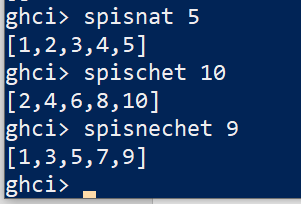 ghci> spisnat 5
[1,2,3,4,5]
ghci> spischet 10
[2,4,6,8,10]
ghci> spisnechet 9
[1,3,5,7,9]
ghci>